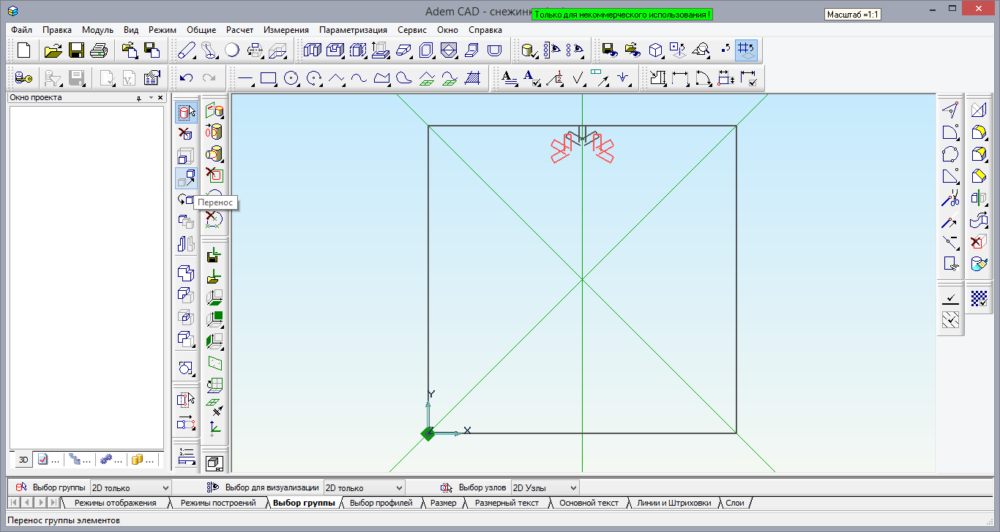 Adem CAD - снежинк
Только для некоммерческого использования !
Масштаб =1:1
Файл Правка Модуль Вид Режим Общие Расчет Измерения Параметризация Сервис Окно Справка
Окно проекта
Перенос
Y
X
Z
3D ... ... ... ...
Выбор группы 2D только Выбор для визуализации 2D только Выбор узлов 2D Узлы
Режимы отображения Режимы построений Выбор группы Выбор профилей Размер Размерный текст Основной текст Линии и Штриховки Слои
Перенос группы элементов